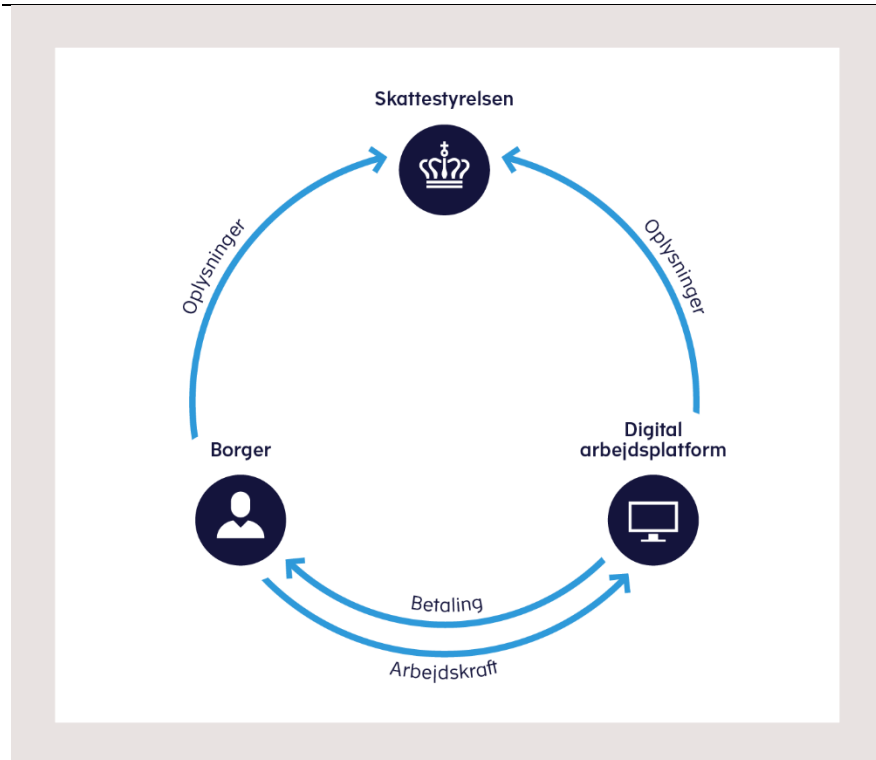 Skattestyrelsen
Oplysninger
Oplysninger
Borger
Digital
arbejdsplatform
Betaling
Arbejdskraft